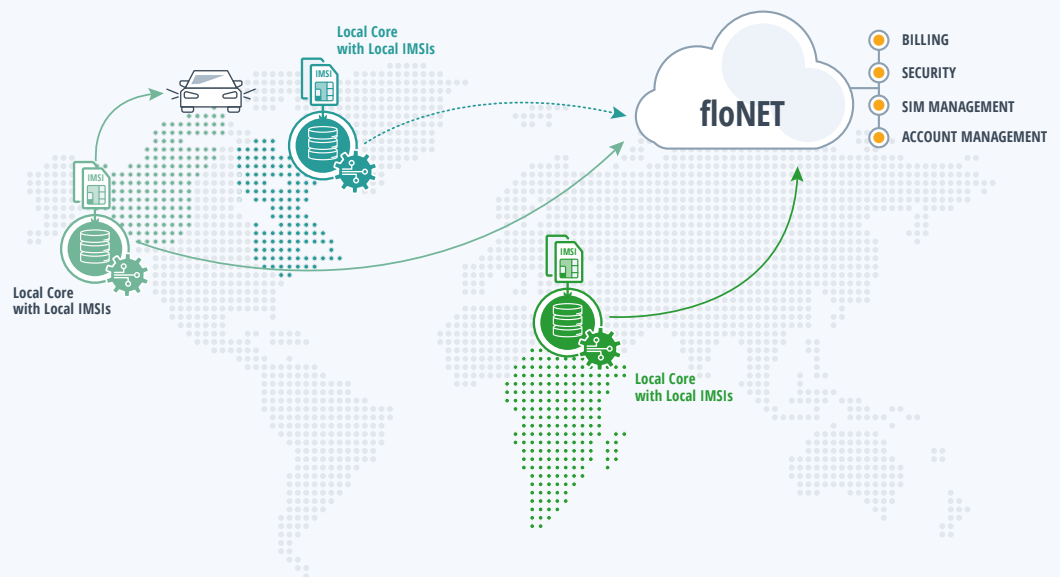 Local Core
with Local IMSIs
IMSI
floNET
BILLING
SECURITY
SIM MANAGEMENT
ACCOUNT MANAGEMENT
IMSI
Local Core
with Local IMSIs
IMSI
Local Core
with Local IMSIs